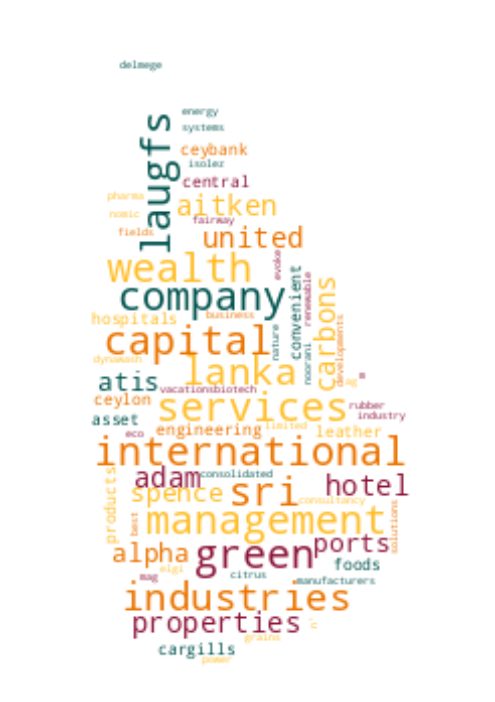 delmege
energy
systems
laugfs
ceybank
isolez
central
pharma
aitken
nomic
fairway
fields
united
evoke
wealth
convenient
renewable
company
carbons
hospitals
business
developments
capital
nature
noorani
dynawash
lanka
atis
ag
m
vacationsbiotech
ceylon
services
rubber
asset
industry
eco
engineering
limited
leather
international
adam
consolidated
products
spence
sri
hotel
consultancy
best
management
solutions
alpha
green
ports
elgi
foods
mag
citrus
manufacturers
industries
properties
c
grains
cargills
power